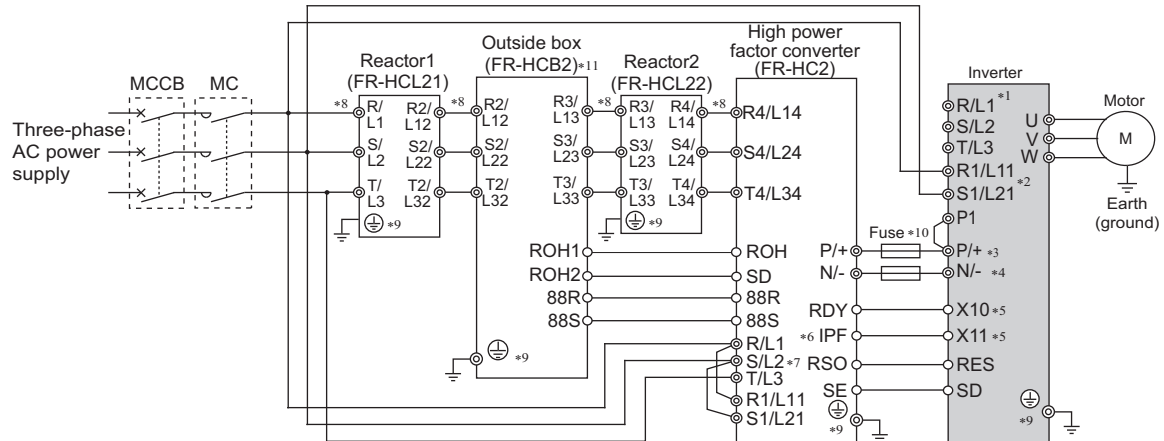 High power
factor converter
(FR-HC2)
Outside box
(FR-HCB2)*11
Reactor1
(FR-HCL21)
Reactor2
(FR-HCL22)
Inverter
MCCB
MC
Motor
Three-phase
AC power
supply
*8
R/
L1
R2/
L12
*8
R2/
L12
R3/
L13
*8
R3/
L13
R4/
L14
*8
R4/L14
S/
L2
S2/
L22
S2/
L22
S3/
L23
S3/
L23
S4/
L24
S4/L24
T/
L3
T2/
L32
T2/
L32
T3/
L33
T3/
L33
T4/
L34
T4/L34
*9
*9
R/L1 *1
S/L2
T/L3
R1/L11
*2
S1/L21
P1
P/+ *3
N/- *4
X10 *5
X11 *5
RES
SD
*9
U
V
W
M
Earth
(ground)
Fuse *10
P/+
N/-
RDY
*6 IPF
RSO
SE
*9
ROH1
ROH
ROH2
SD
88R
88R
88S
88S
*9
R/L1
S/L2 *7
T/L3
R1/L11
S1/L21